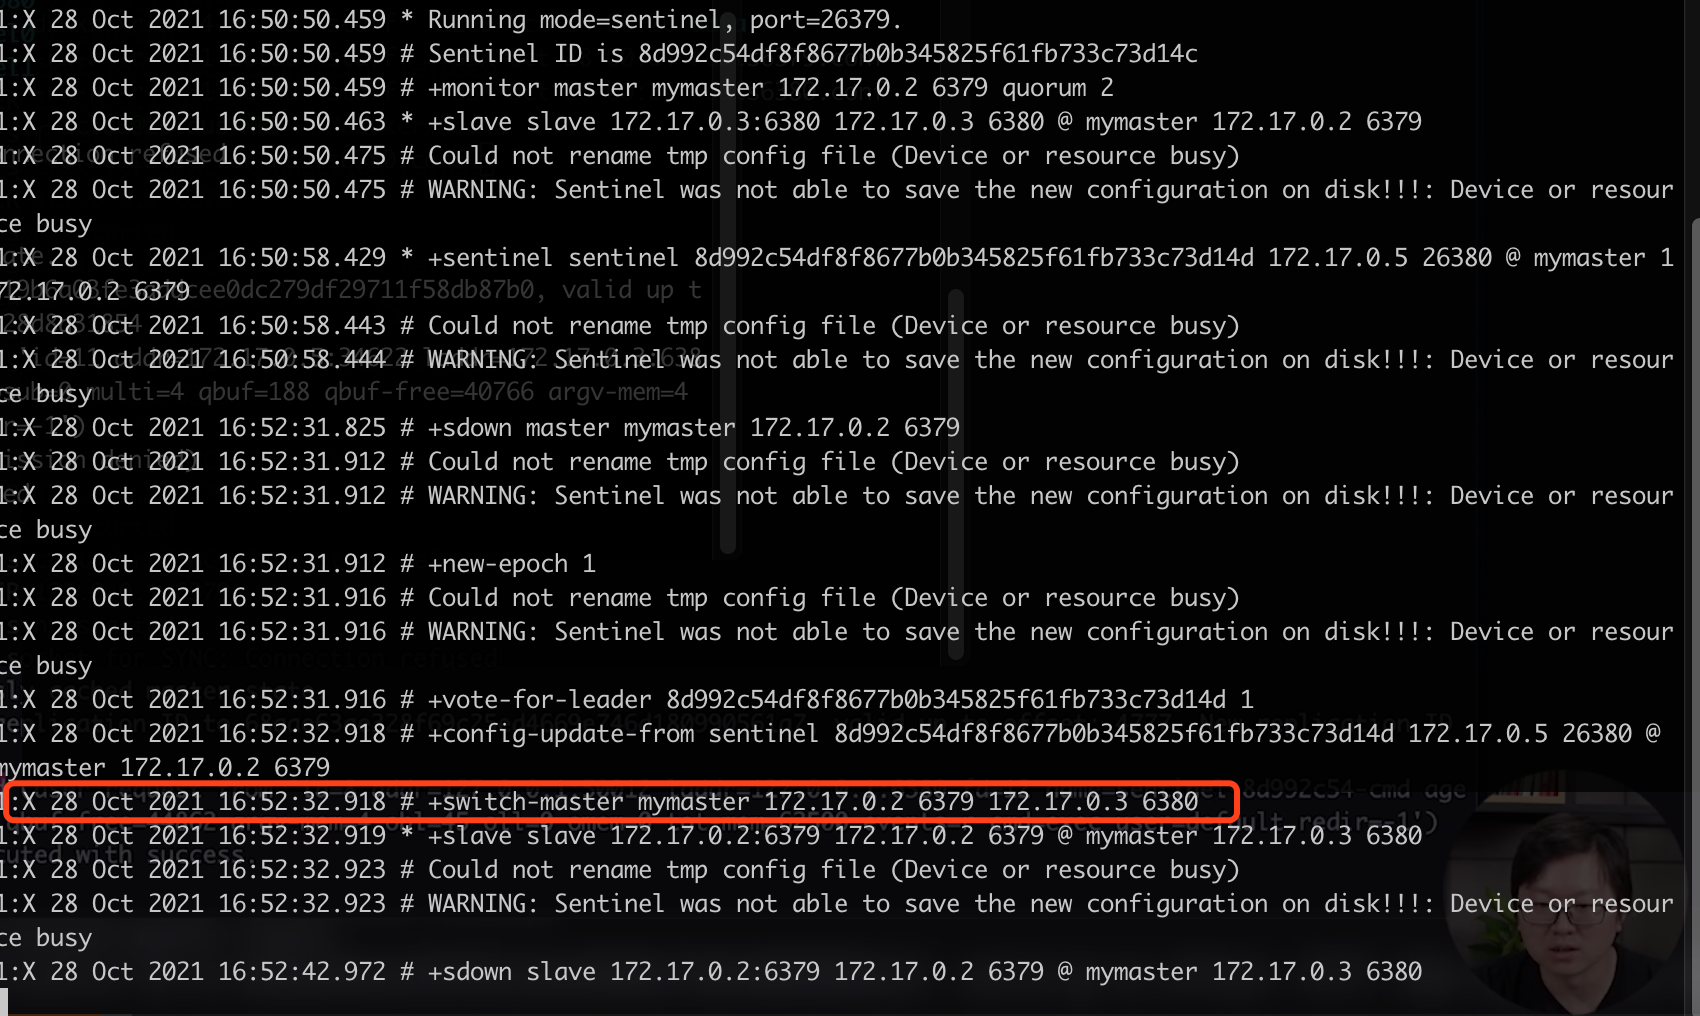 1:X 28 Oct 2021 16:50:50.459 * Running mode=sentinel, port=26379.
1:X 28 Oct 2021 16:50:50.459 # Sentinel ID is 8d992c54df8f8677b0b345825f61fb733c73d14c
1:X 28 Oct 2021 16:50:50.459 # +monitor master mymaster 172.17.0.2 6379 quorum 2
1:X 28 Oct 2021 16:50:50.463 * +slave slave 172.17.0.3:6380 172.17.0.3 6380 @ mymaster 172.17.0.2 6379
1:X 28 Oct 2021 16:50:50.475 # Could not rename tmp config file (Device or resource busy)
1:X 28 Oct 2021 16:50:50.475 # WARNING: Sentinel was not able to save the new configuration on disk!!!: Device or resour
ce busy
1:X 28 Oct 2021 16:50:58.429 * +sentinel sentinel 8d992c54df8f8677b0b345825f61fb733c73d14d 172.17.0.5 26380 @ mymaster 1
72.17.0.2 6379
1:X 28 Oct 2021 16:50:58.443 # Could not rename tmp config file (Device or resource busy)
1:X 28 Oct 2021 16:50:58.444 # WARNING: Sentinel was not able to save the new configuration on disk!!!: Device or resour
ce busy
multi=4 qbuf=188 qbuf-free=40766 argv-mem=4
1:X 28 Oct 2021 16:52:31.825 # +sdown master mymaster 172.17.0.2 6379
1:X 28 Oct 2021 16:52:31.912 # Could not rename tmp config file (Device or resource busy)
1:X 28 Oct 2021 16:52:31.912 # WARNING: Sentinel was not able to save the new configuration on disk!!!: Device or resour
ce busy
1:X 28 Oct 2021 16:52:31.912 # +new-epoch 1
1:X 28 Oct 2021 16:52:31.916 # Could not rename tmp config file (Device or resource busy)
1:X 28 Oct 2021 16:52:31.916 # WARNING: Sentinel was not able to save the new configuration on disk!!!: Device or resour
ce busy
1:X 28 Oct 2021 16:52:31.916 # +vote-for-leader 8d992c54df8f8677b0b345825f61fb733c73d14d 1
1:X 28 Oct 2021 16:52:32.918 # +config-update-from sentinel 8d992c54df8f8677b0b345825f61fb733c73d14d 172.17.0.5 26380 @
mymaster 172.17.0.2 6379
1:X 28 Oct 2021 16:52:32.918 # +switch-master mymaster 172.17.0.2 6379 172.17.0.3 6380
1:X 28 Oct 2021 16:52:32.919 * +slave slave 172.17.0.2:6379 172.17.0.2 6379 @ mymaster 172.17.0.3 6380
1:X 28 Oct 2021 16:52:32.923 # Could not rename tmp config file (Device or resource busy)
1:X 28 Oct 2021 16:52:32.923 # WARNING: Sentinel was not able to save the new configuration on disk!!!: Device or resour
ce busy
1:X 28 Oct 2021 16:52:42.972 # +sdown slave 172.17.0.2:6379 172.17.0.2 6379 @ mymaster 172.17.0.3 6380